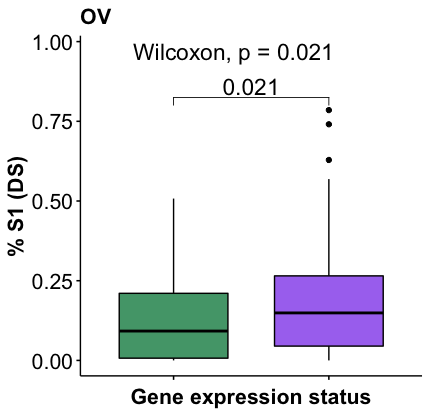 OV
Wilcoxon, p = 0.021
0.021
% S1 (DS)
1.00
0.75
0.50
0.25
0.00
Gene expression status